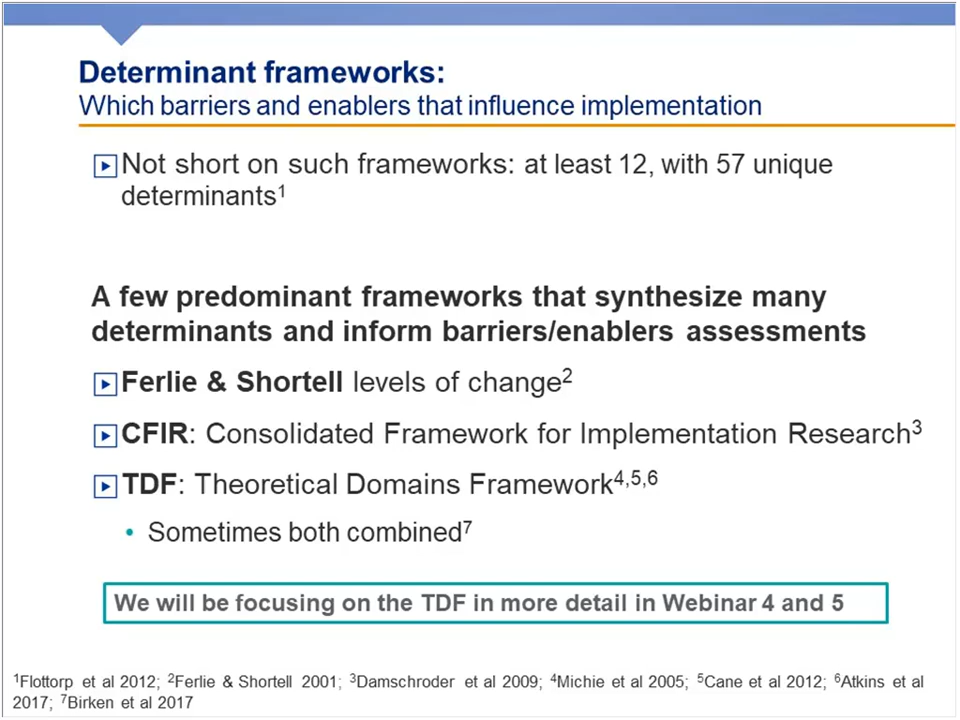 Determinant frameworks:
Which barriers and enablers that influence implementation
Not short on such frameworks: at least 12, with 57 unique
determinants¹
A few predominant frameworks that synthesize many
determinants and inform barriers/enablers assessments
Ferlie & Shortell levels of change²
CFIR: Consolidated Framework for Implementation Research³
TDF: Theoretical Domains Framework⁴,⁵,⁶
• Sometimes both combined⁷
We will be focusing on the TDF in more detail in Webinar 4 and 5
¹Flottorp et al 2012; ²Ferlie & Shortell 2001; ³Damschroder et al 2009; ⁴Michie et al 2005; ⁵Cane et al 2012; ⁶Atkins et al
2017; ⁷Birken et al 2017